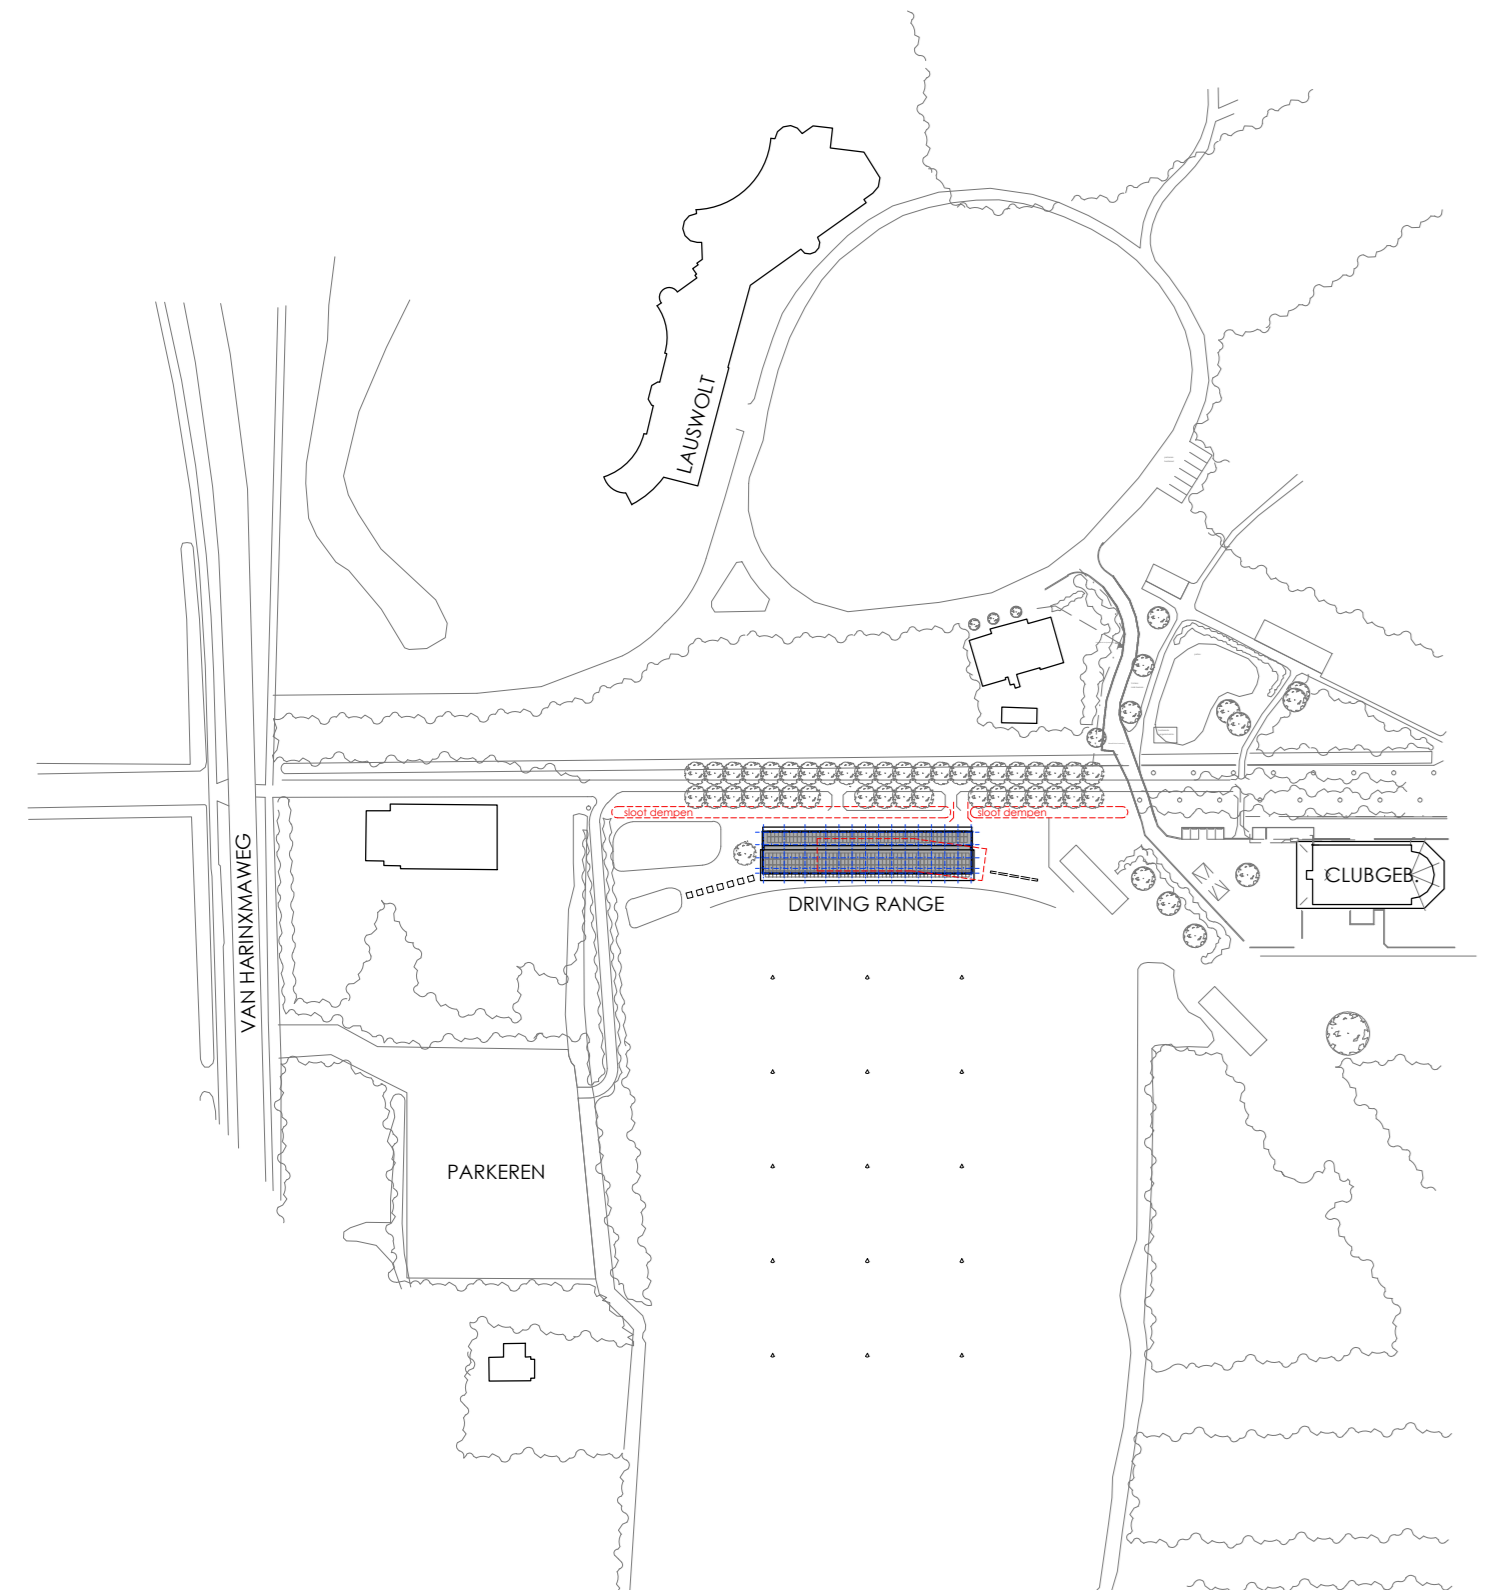 LAUSWOLT
sloot dempen
sloot dempen
CLUBGEB.
DRIVING RANGE
VAN HARINXMAWEG
PARKEREN